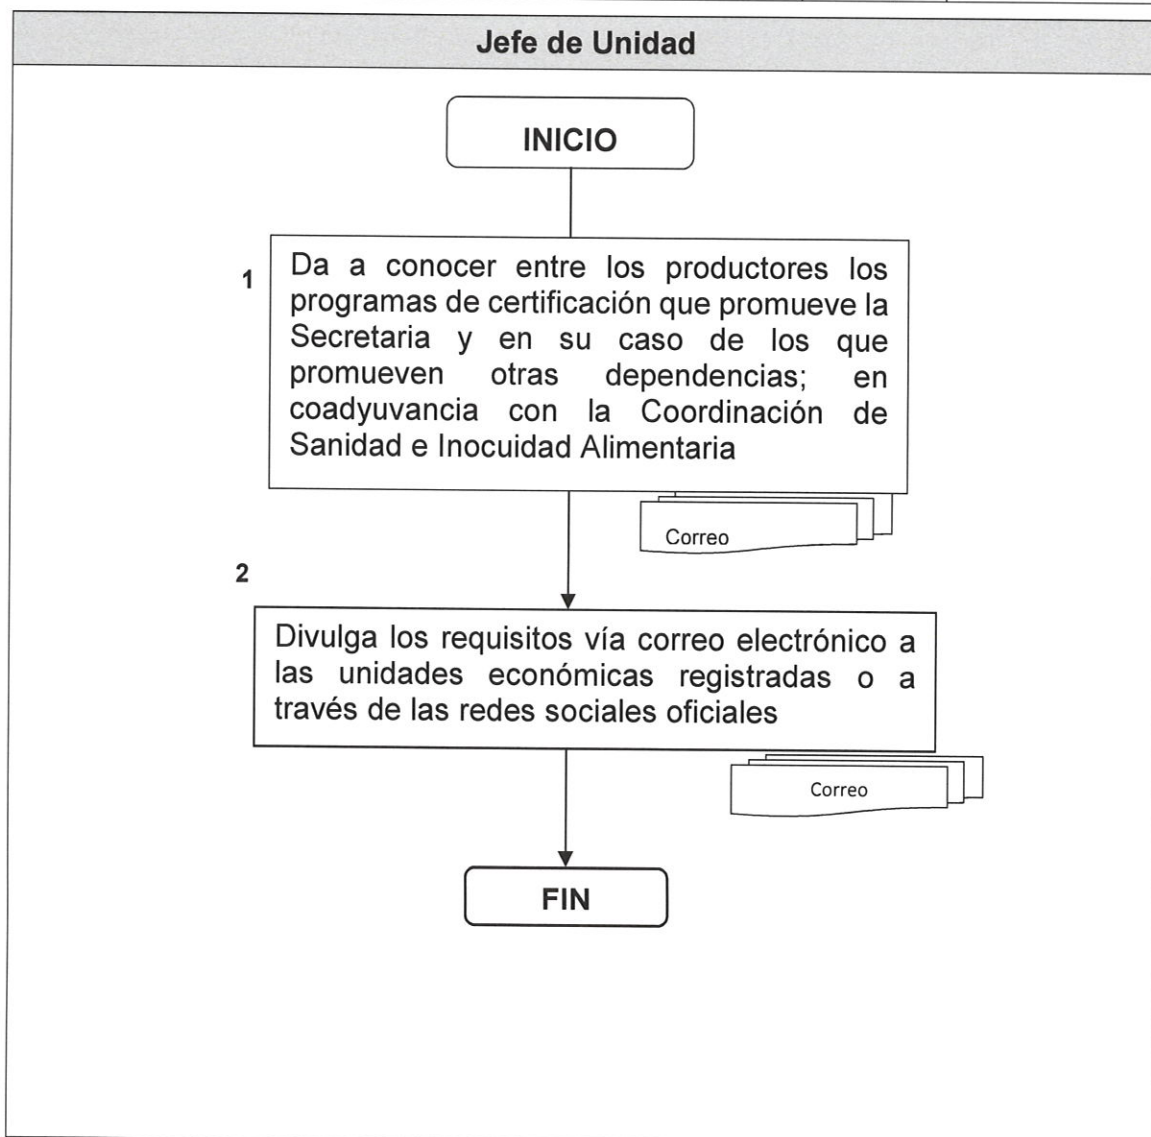 Jefe de Unidad
INICIO
1
Da a conocer entre los productores los
programas de certificación que promueve la
Secretaria y en su caso de los que
promueven otras dependencias; en
coadyuvancia con la Coordinación de
Sanidad e Inocuidad Alimentaria
Correo
2
Divulga los requisitos vía correo electrónico a
las unidades económicas registradas o a
través de las redes sociales oficiales
Correo
FIN